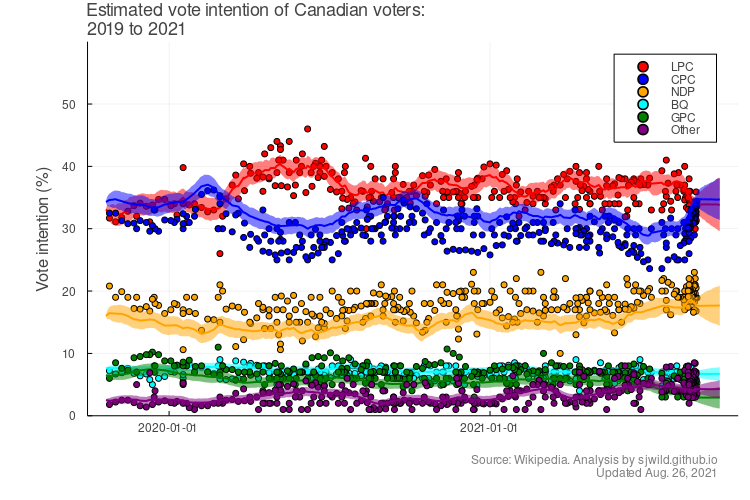 Estimated vote intention of Canadian voters:
2019 to 2021
LPC
CPC
NDP
BQ
GPC
Other
Vote intention (%)
50
40
30
20
10
0
2020-01-01
2021-01-01
Source: Wikipedia. Analysis by sjwild.github.io
Updated Aug. 26, 2021